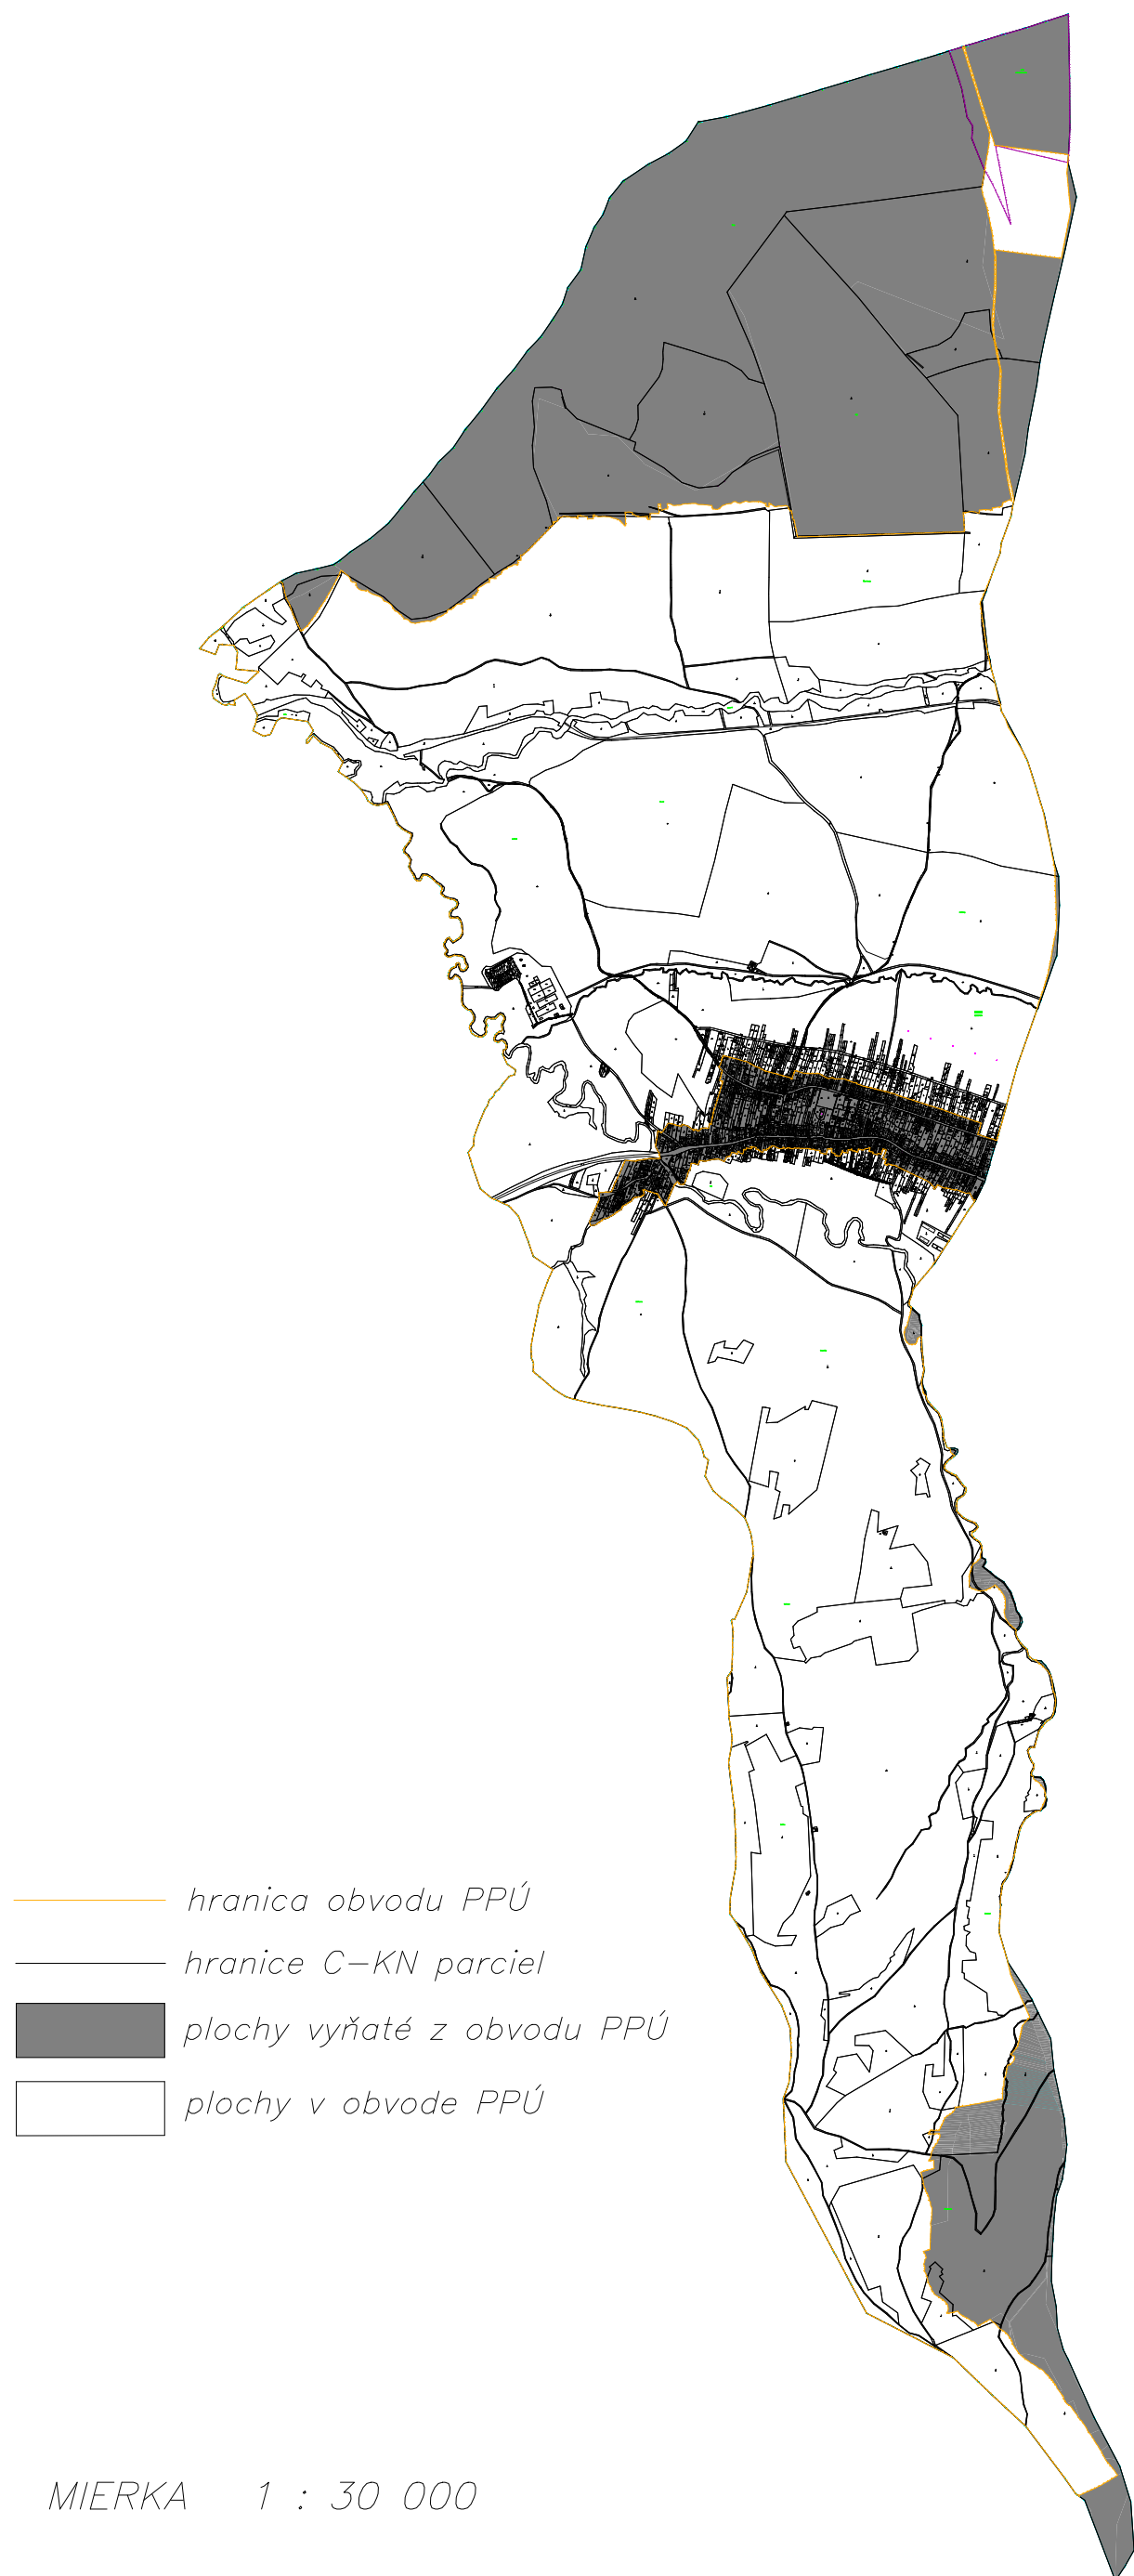 hranica obvodu PPÚ
hranice C-KN parciel
plochy vyňaté z obvodu PPÚ
plochy v obvode PPÚ
MIERKA 1 : 30 000